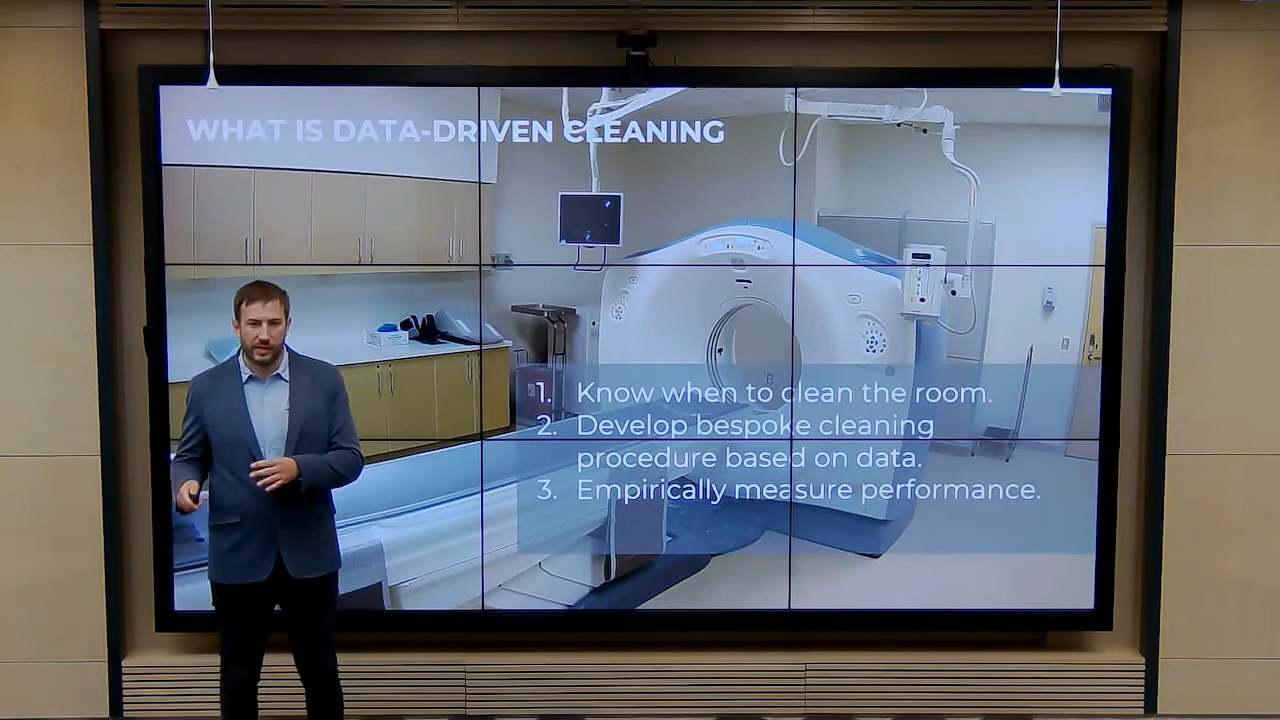 WHAT IS DATA-DRIVEN CLEANING
1. Know when to clean the room.
2. Develop bespoke cleaning
procedure based on data.
3. Empirically measure performance.